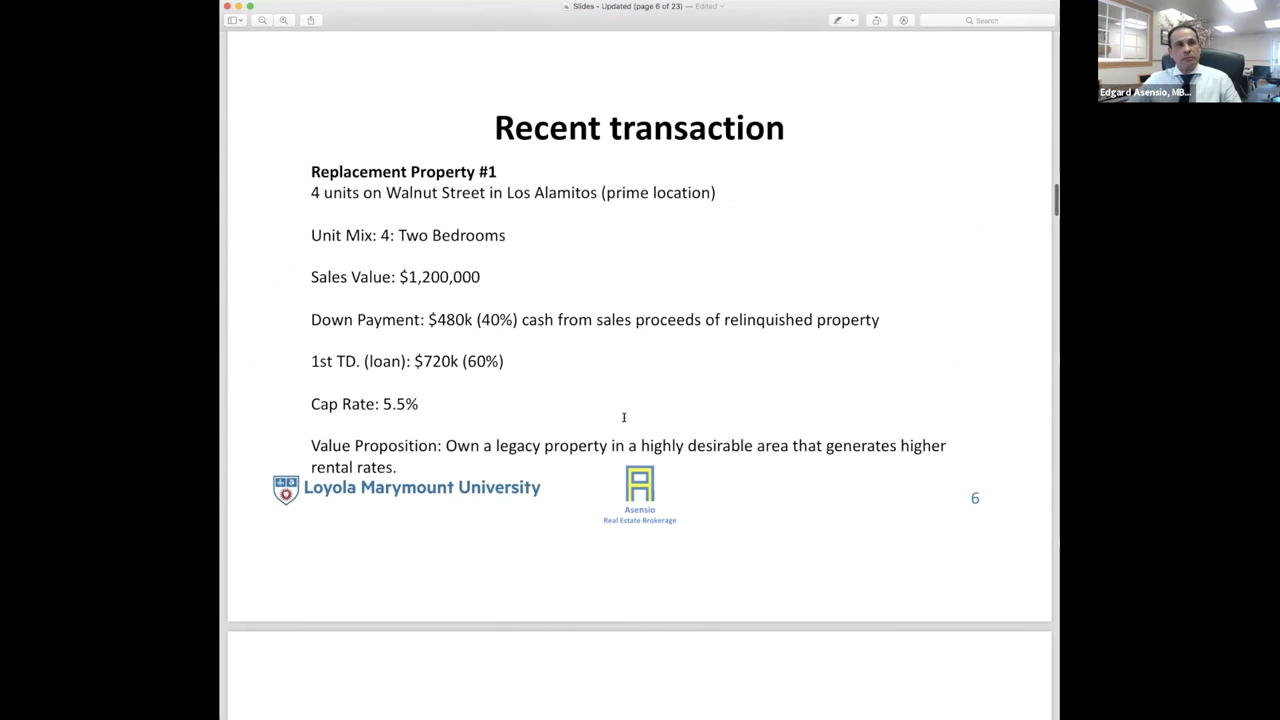 Slides - Updated (page 6 of 23) — Edited
Search
Edgard Asensio, MB...
Recent transaction
Replacement Property #1
4 units on Walnut Street in Los Alamitos (prime location)
Unit Mix: 4: Two Bedrooms
Sales Value: $1,200,000
Down Payment: $480k (40%) cash from sales proceeds of relinquished property
1st TD. (loan): $720k (60%)
Cap Rate: 5.5%
Value Proposition: Own a legacy property in a highly desirable area that generates higher
rental rates.
Loyola Marymount University
Asensio
Real Estate Brokerage
6